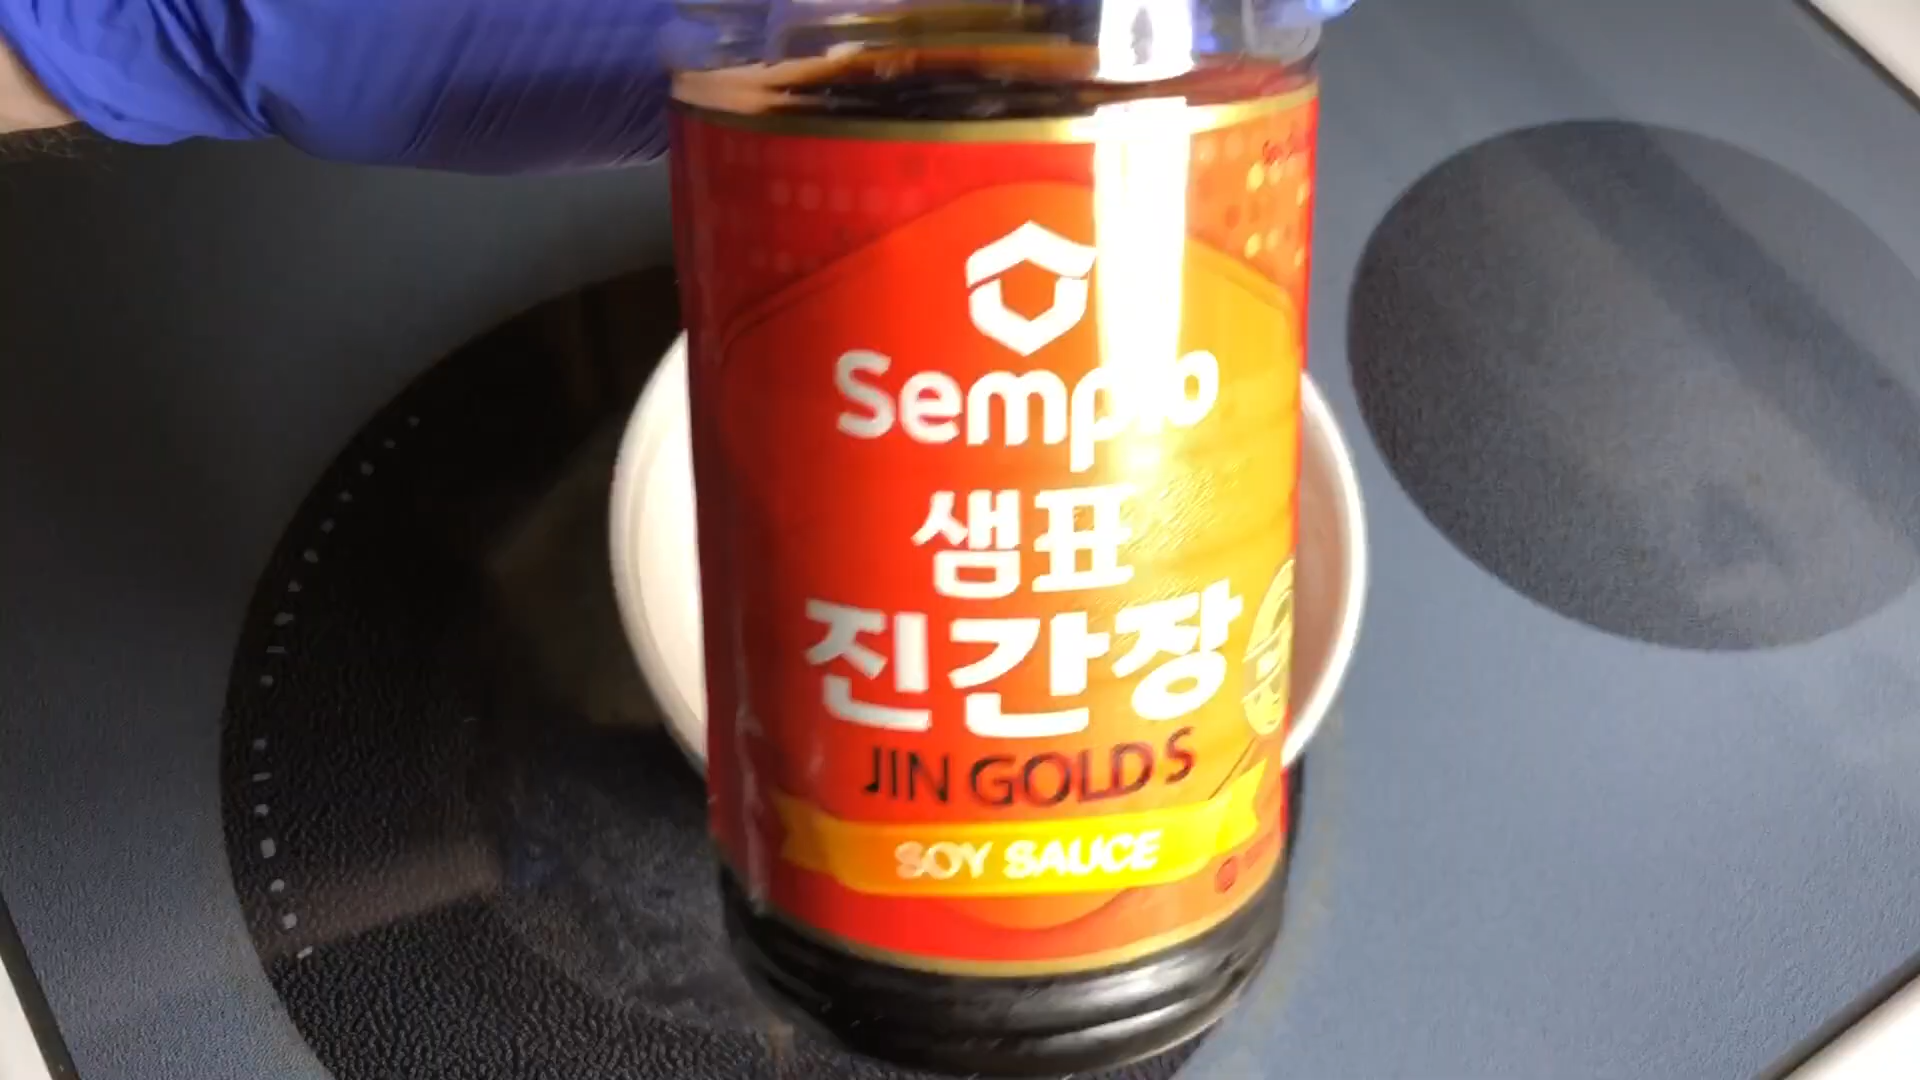 Sempio
샘표
진간장
JIN GOLD S
SOY SAUCE